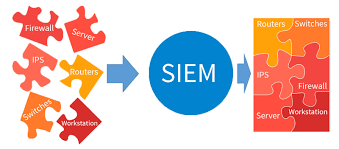 Firewall
Server
IPS
Routers
Switches
Workstation
SIEM
Routers
Switches
IPS
Firewall
Server
Workstation